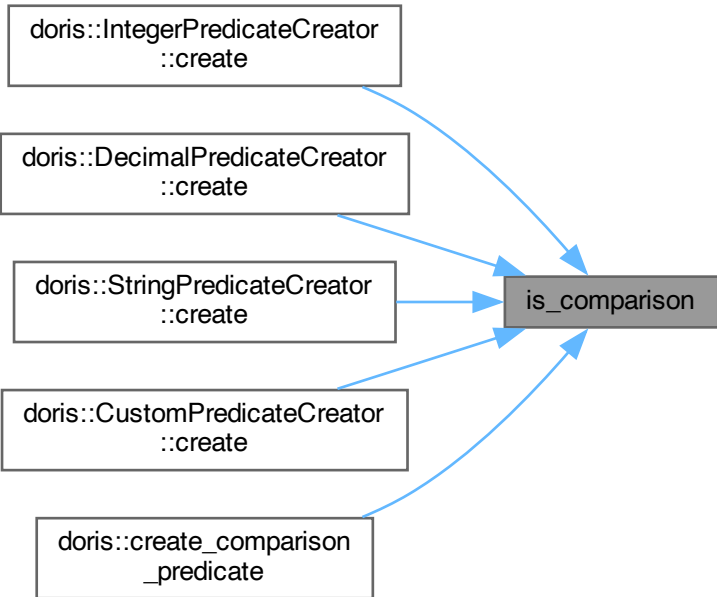 doris::IntegerPredicateCreator
::create
doris::DecimalPredicateCreator
::create
doris::StringPredicateCreator
::create
is_comparison
doris::CustomPredicateCreator
::create
doris::create_comparison
_predicate